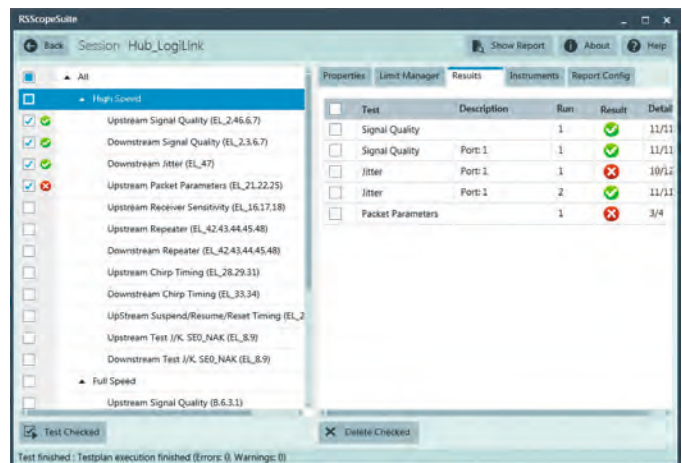 RSScopeSuite
Back Session Hub_LogiLink Show Report About Help
All
High Speed
Upstream Signal Quality (EL_2.46.6.7)
Downstream Signal Quality (EL_2.3.6.7)
Downstream Jitter (EL_47)
Upstream Packet Parameters (EL_21.22.25)
Upstream Receiver Sensitivity (EL_16.17.18)
Upstream Repeater (EL_42.43.44.45.48)
Downstream Repeater (EL_42.43.44.45.48)
Upstream Chirp Timing (EL_28.29.31)
Downstream Chirp Timing (EL_33.34)
UpStream Suspend/Resume/Reset Timing (EL_2
Upstream Test J/K, SE0_NAK (EL_8.9)
Downstream Test J/K, SE0_NAK (EL_8.9)
Full Speed
Upstream Signal Quality (B.6.3.1)
Test Checked
Properties Limit Manager Results Instruments Report Config
Test Description Run Result Detail
Signal Quality 1 11/11
Signal Quality Port: 1 1 11/11
Jitter Port: 1 1 10/12
Jitter Port: 1 2 11/11
Packet Parameters 1 3/4
Delete Checked
Test finished : Testplan execution finished (Errors: 0, Warnings: 0)